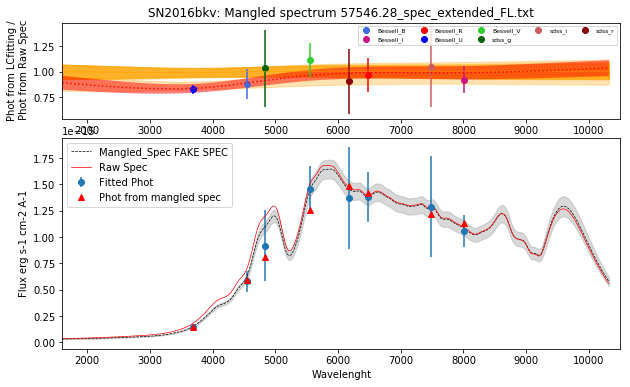 SN2016bkv: Mangled spectrum 57546.28_spec_extended_FL.txt
Phot from LCfitting /
Phot from Raw Spec
1.25
1.00
0.75
Bessell_B
Bessell_I
Bessell_R
Bessell_U
Bessell_V
sdss_g
sdss_i
sdss_r
2000 3000 4000 5000 6000 7000 8000 9000 10000
Flux erg s-1 cm-2 A-1
1.75
1.50
1.25
1.00
0.75
0.50
0.25
0.00
Mangled_Spec FAKE SPEC
Raw Spec
Fitted Phot
Phot from mangled spec
2000 3000 4000 5000 6000 7000 8000 9000 10000
Wavelenght